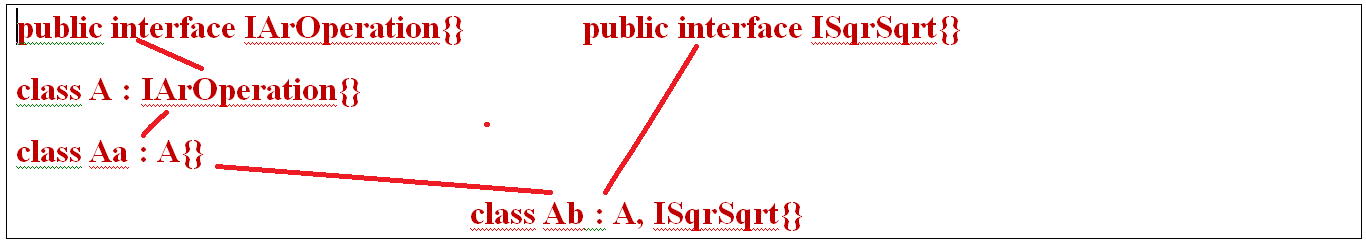 public interface IArOperation{} public interface ISqrSqrt{}
class A : IArOperation{}
class Aa : A{}
class Ab : A, ISqrSqrt{}